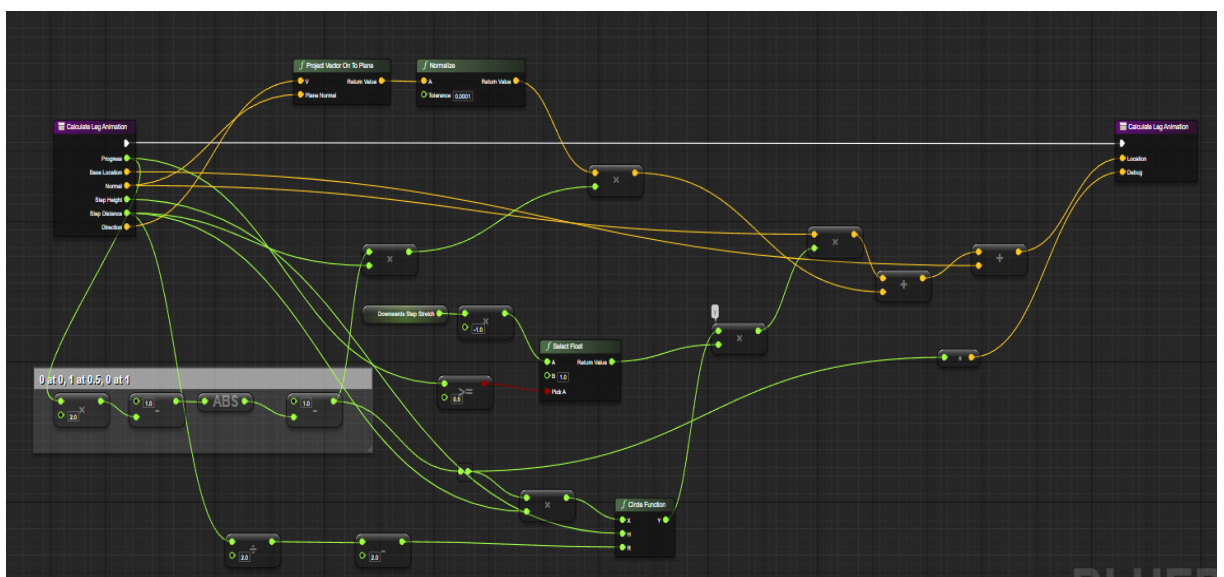 Project Vector On To Plane
V
Return Value
Plane Normal
Normalize
A
Return Value
Tolerance
0.0001
Calculate Leg Animation
Progress
Base Location
Normal
Step Height
Step Distance
Direction
Calculate Leg Animation
Location
Debug
×
×
×
+
+
Downwards Step Stretch
×
-1.0
Select Float
A
Return Value
B
1.0
Pick A
>=
0.5
×
0 at 0, 1 at 0.5, 0 at 1
×
2.0
1.0
-
ABS
1.0
-
×
Circle Function
X
Y
H
R
÷
2.0
-
2.0